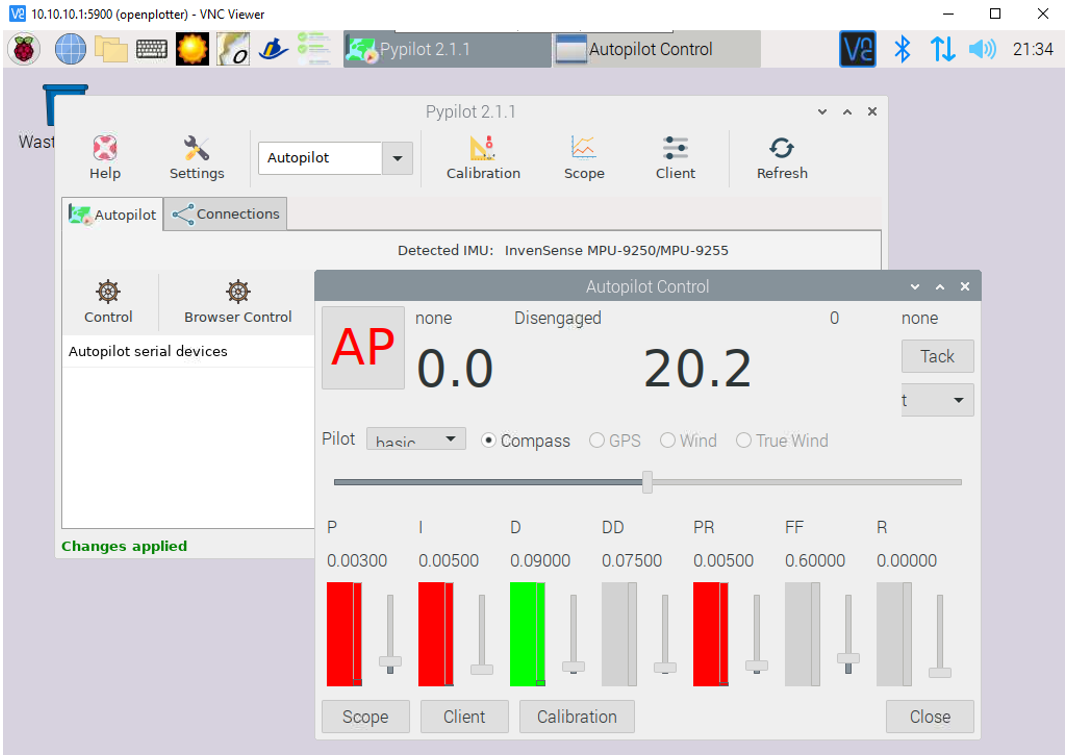 10.10.10.1:5900 (openplotter) - VNC Viewer
Pypilot 2.1.1
Autopilot Control
21:34
Wast
Pypilot 2.1.1
Help
Settings
Autopilot
Calibration
Scope
Client
Refresh
Autopilot
Connections
Detected IMU: InvenSense MPU-9250/MPU-9255
Control
Browser Control
Autopilot serial devices
Changes applied
Autopilot Control
AP
none
Disengaged
0
none
0.0
20.2
Tack
t
Pilot
basic
Compass
GPS
Wind
True Wind
P I D DD PR FF R
0.00300 0.00500 0.09000 0.07500 0.00500 0.60000 0.00000
Scope
Client
Calibration
Close